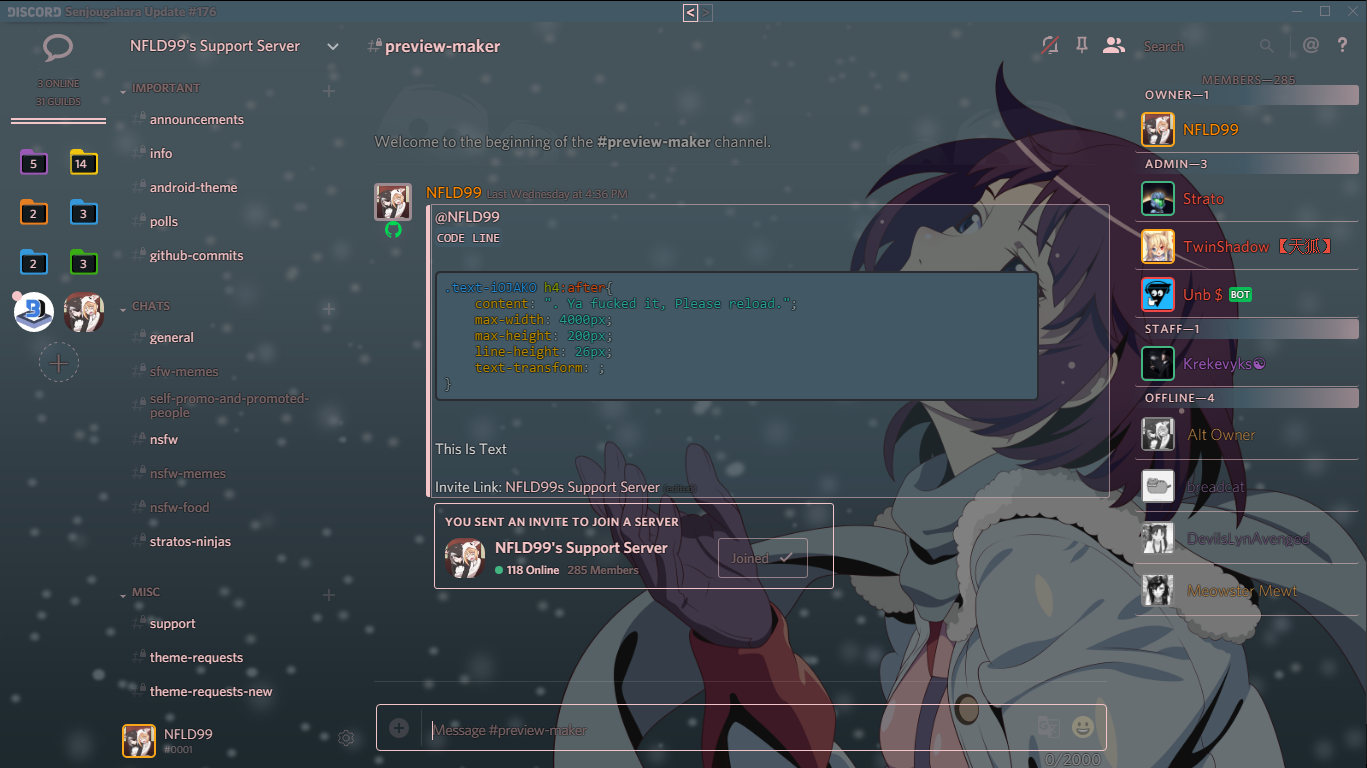 DISCORD Senjougahara Update #176
< >
3 ONLINE
31 GUILDS
5 14
2 3
2 3
NFLD99's Support Server
IMPORTANT
announcements
info
android-theme
polls
github-commits
CHATS
general
sfw-memes
self-promo-and-promoted-
people
nsfw
nsfw-memes
nsfw-food
stratos-ninjas
MISC
support
theme-requests
theme-requests-new
NFLD99
#0001
#preview-maker
Search
@ ?
Welcome to the beginning of the #preview-maker channel.
NFLD99 Last Wednesday at 4:36 PM
@NFLD99
CODE LINE
.text-iOIAKO h4:after{
content: ". Ya fucked it, Please reload.";
max-width: 4000px;
max-height: 200px;
line-height: 26px;
text-transform: ;
}
This Is Text
Invite Link: NFLD99s Support Server (edited)
YOU SENT AN INVITE TO JOIN A SERVER
NFLD99's Support Server
118 Online 285 Members
Joined
Message #preview-maker
0/2000
MEMBERS—285
OWNER—1
NFLD99
ADMIN—3
Strato
TwinShadow 【天狐】
Unb $ BOT
STAFF—1
Krekevyks☯
OFFLINE—4
Alt Owner
breadcat
DevilsLynAvenged
Meowster Mewt